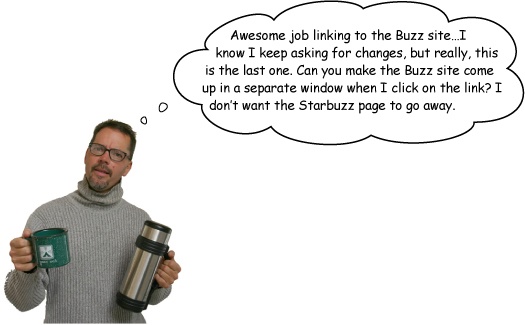 Awesome job linking to the Buzz site...I
know I keep asking for changes, but really, this
is the last one. Can you make the Buzz site come
up in a separate window when I click on the link? I
don't want the Starbuzz page to go away.